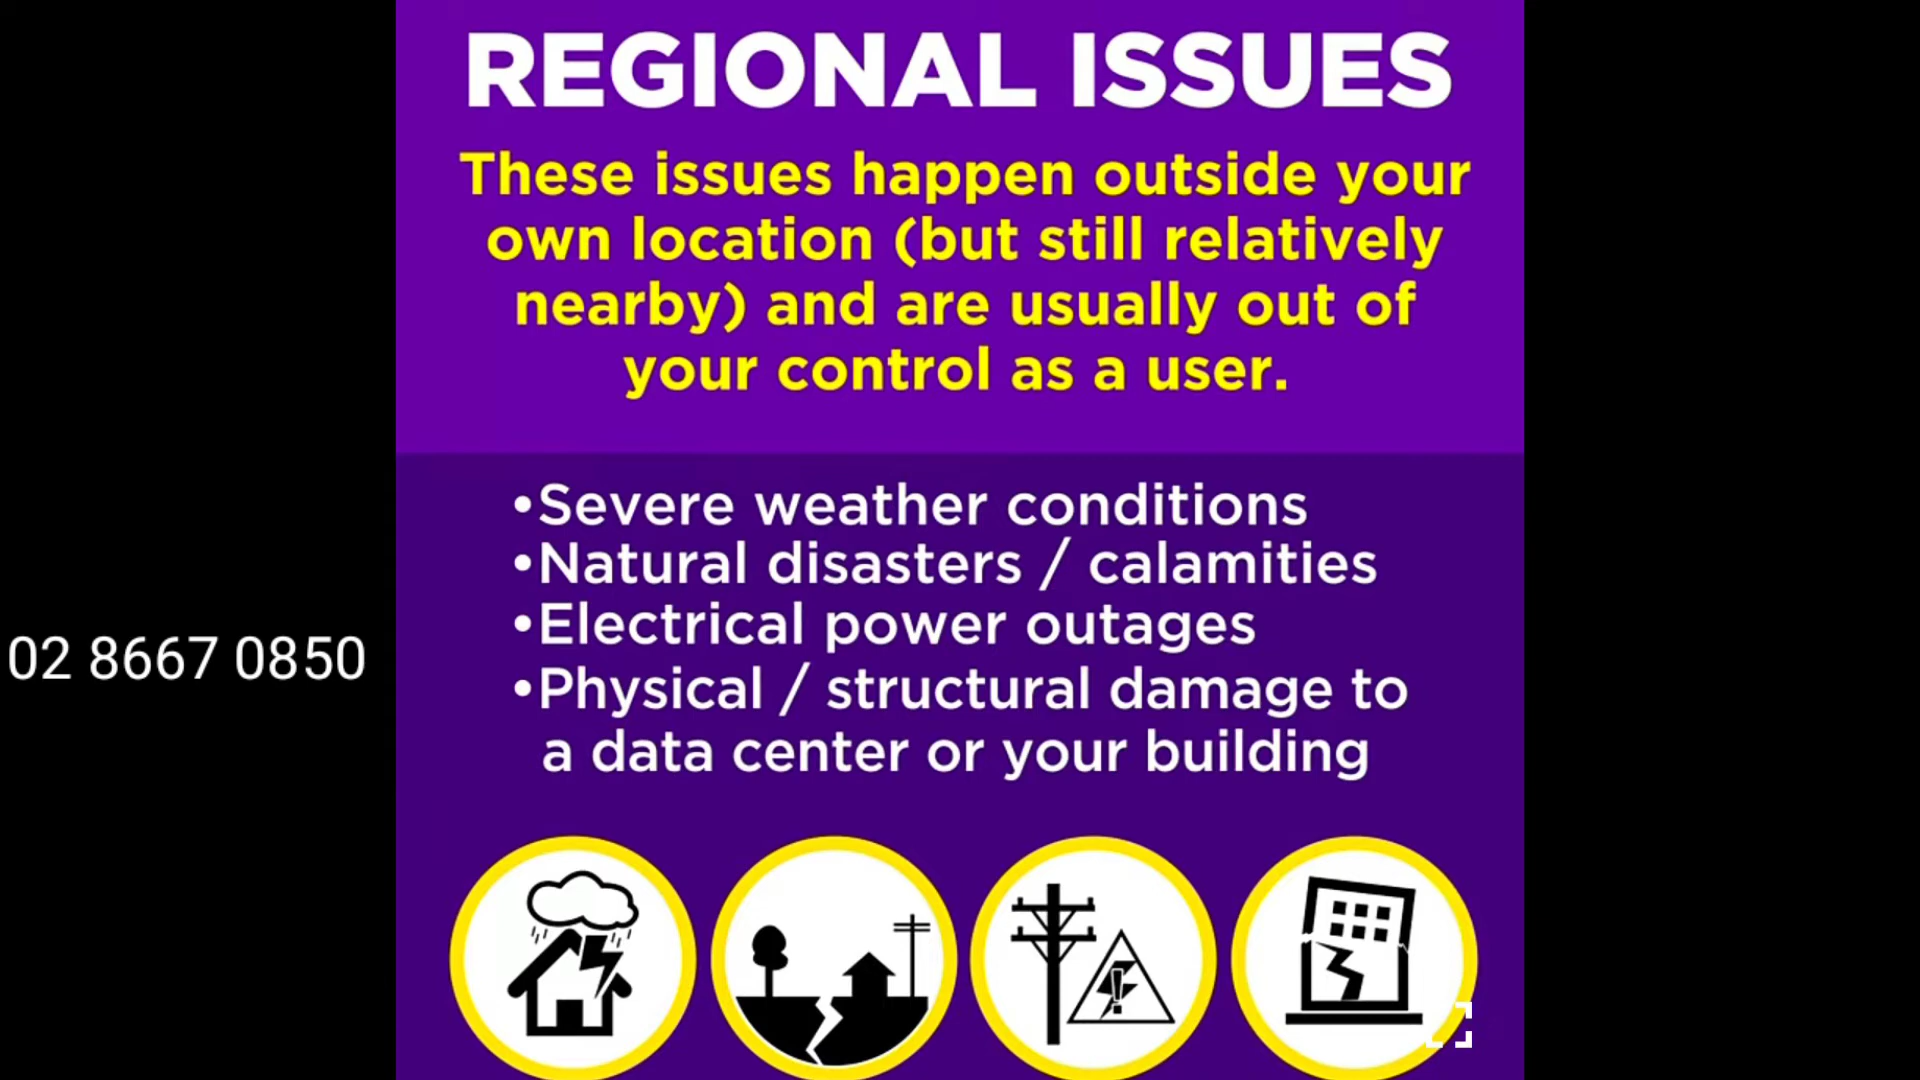 REGIONAL ISSUES
These issues happen outside your
own location (but still relatively
nearby) and are usually out of
your control as a user.
•Severe weather conditions
•Natural disasters / calamities
•Electrical power outages
•Physical / structural damage to
a data center or your building
02 8667 0850